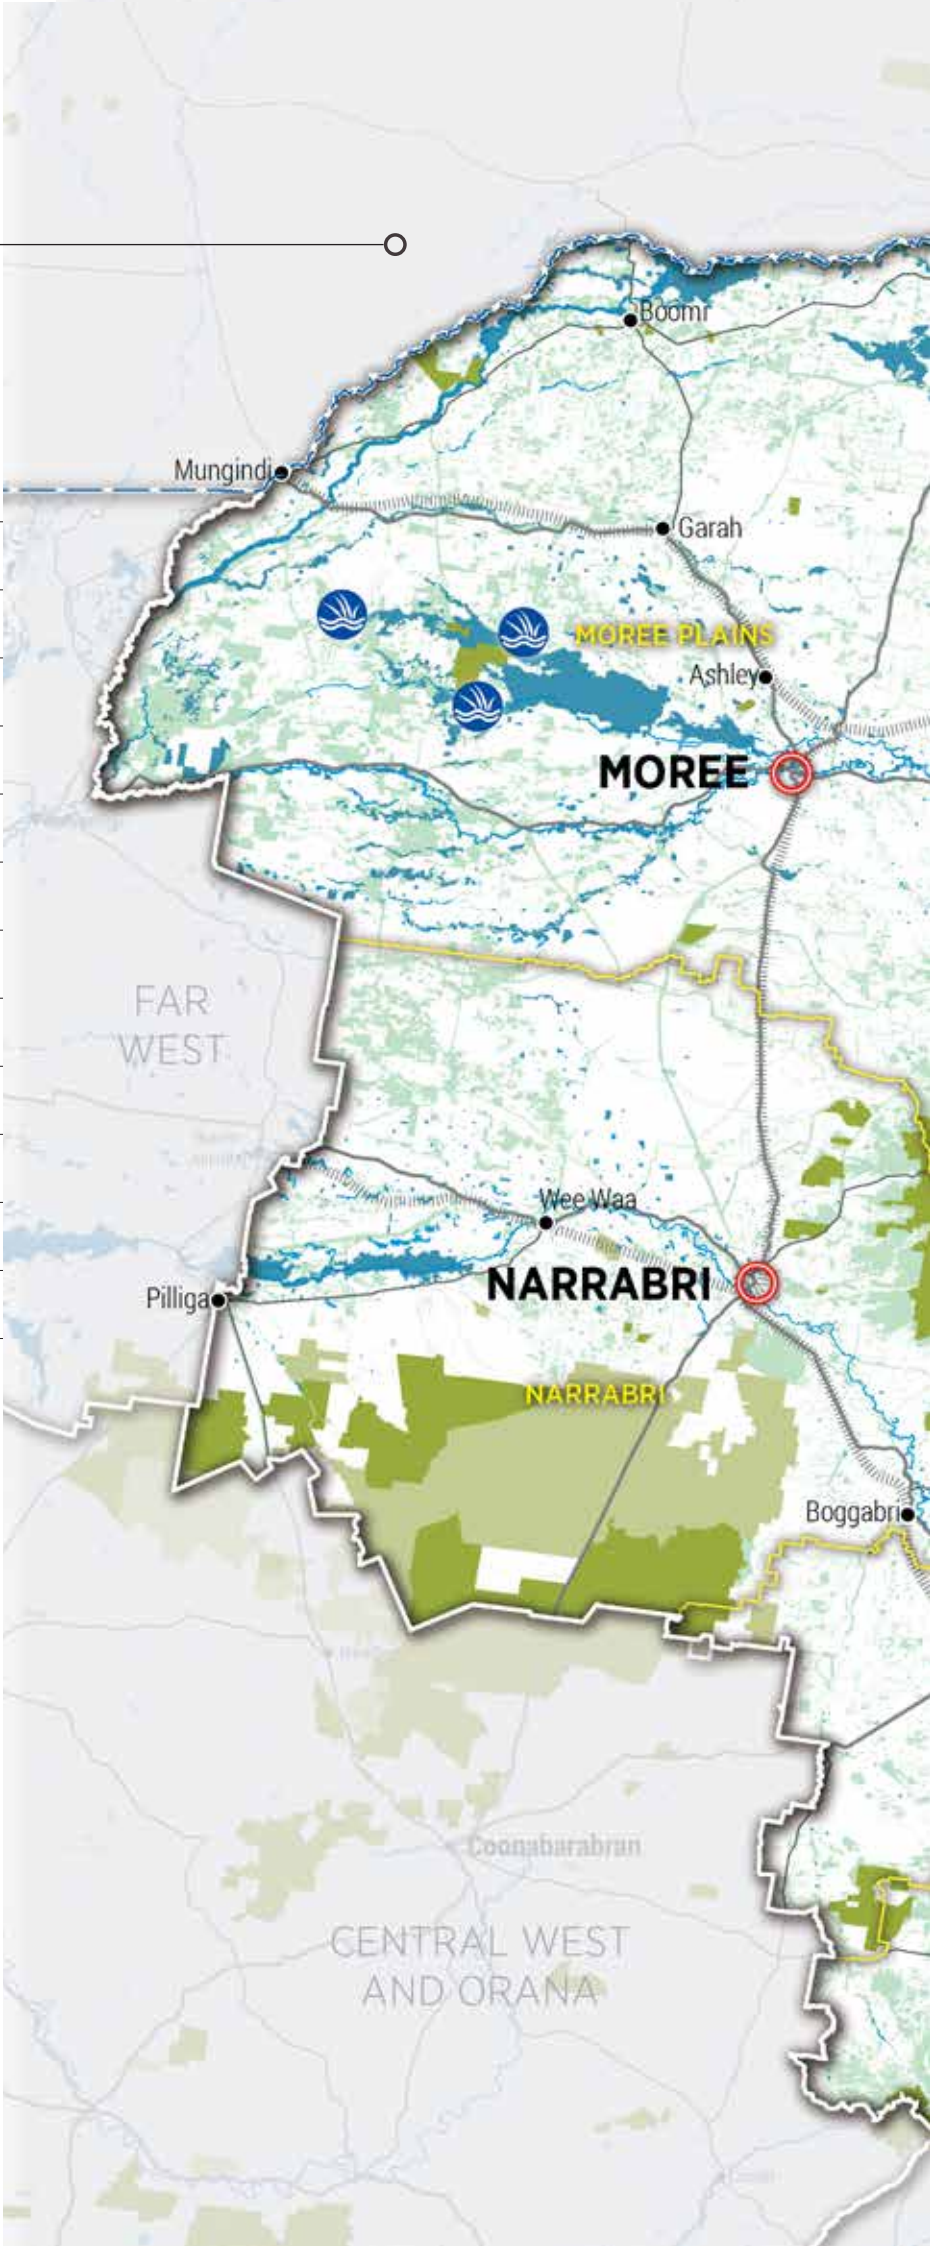 Boomi
Mungindi
Garah
MOREE PLAINS
Ashley
MOREE
FAR
WEST
Wee Waa
NARRABRI
Pilliga
NARRABRI
Boggabri
Coonabarabran
CENTRAL WEST
AND ORANA